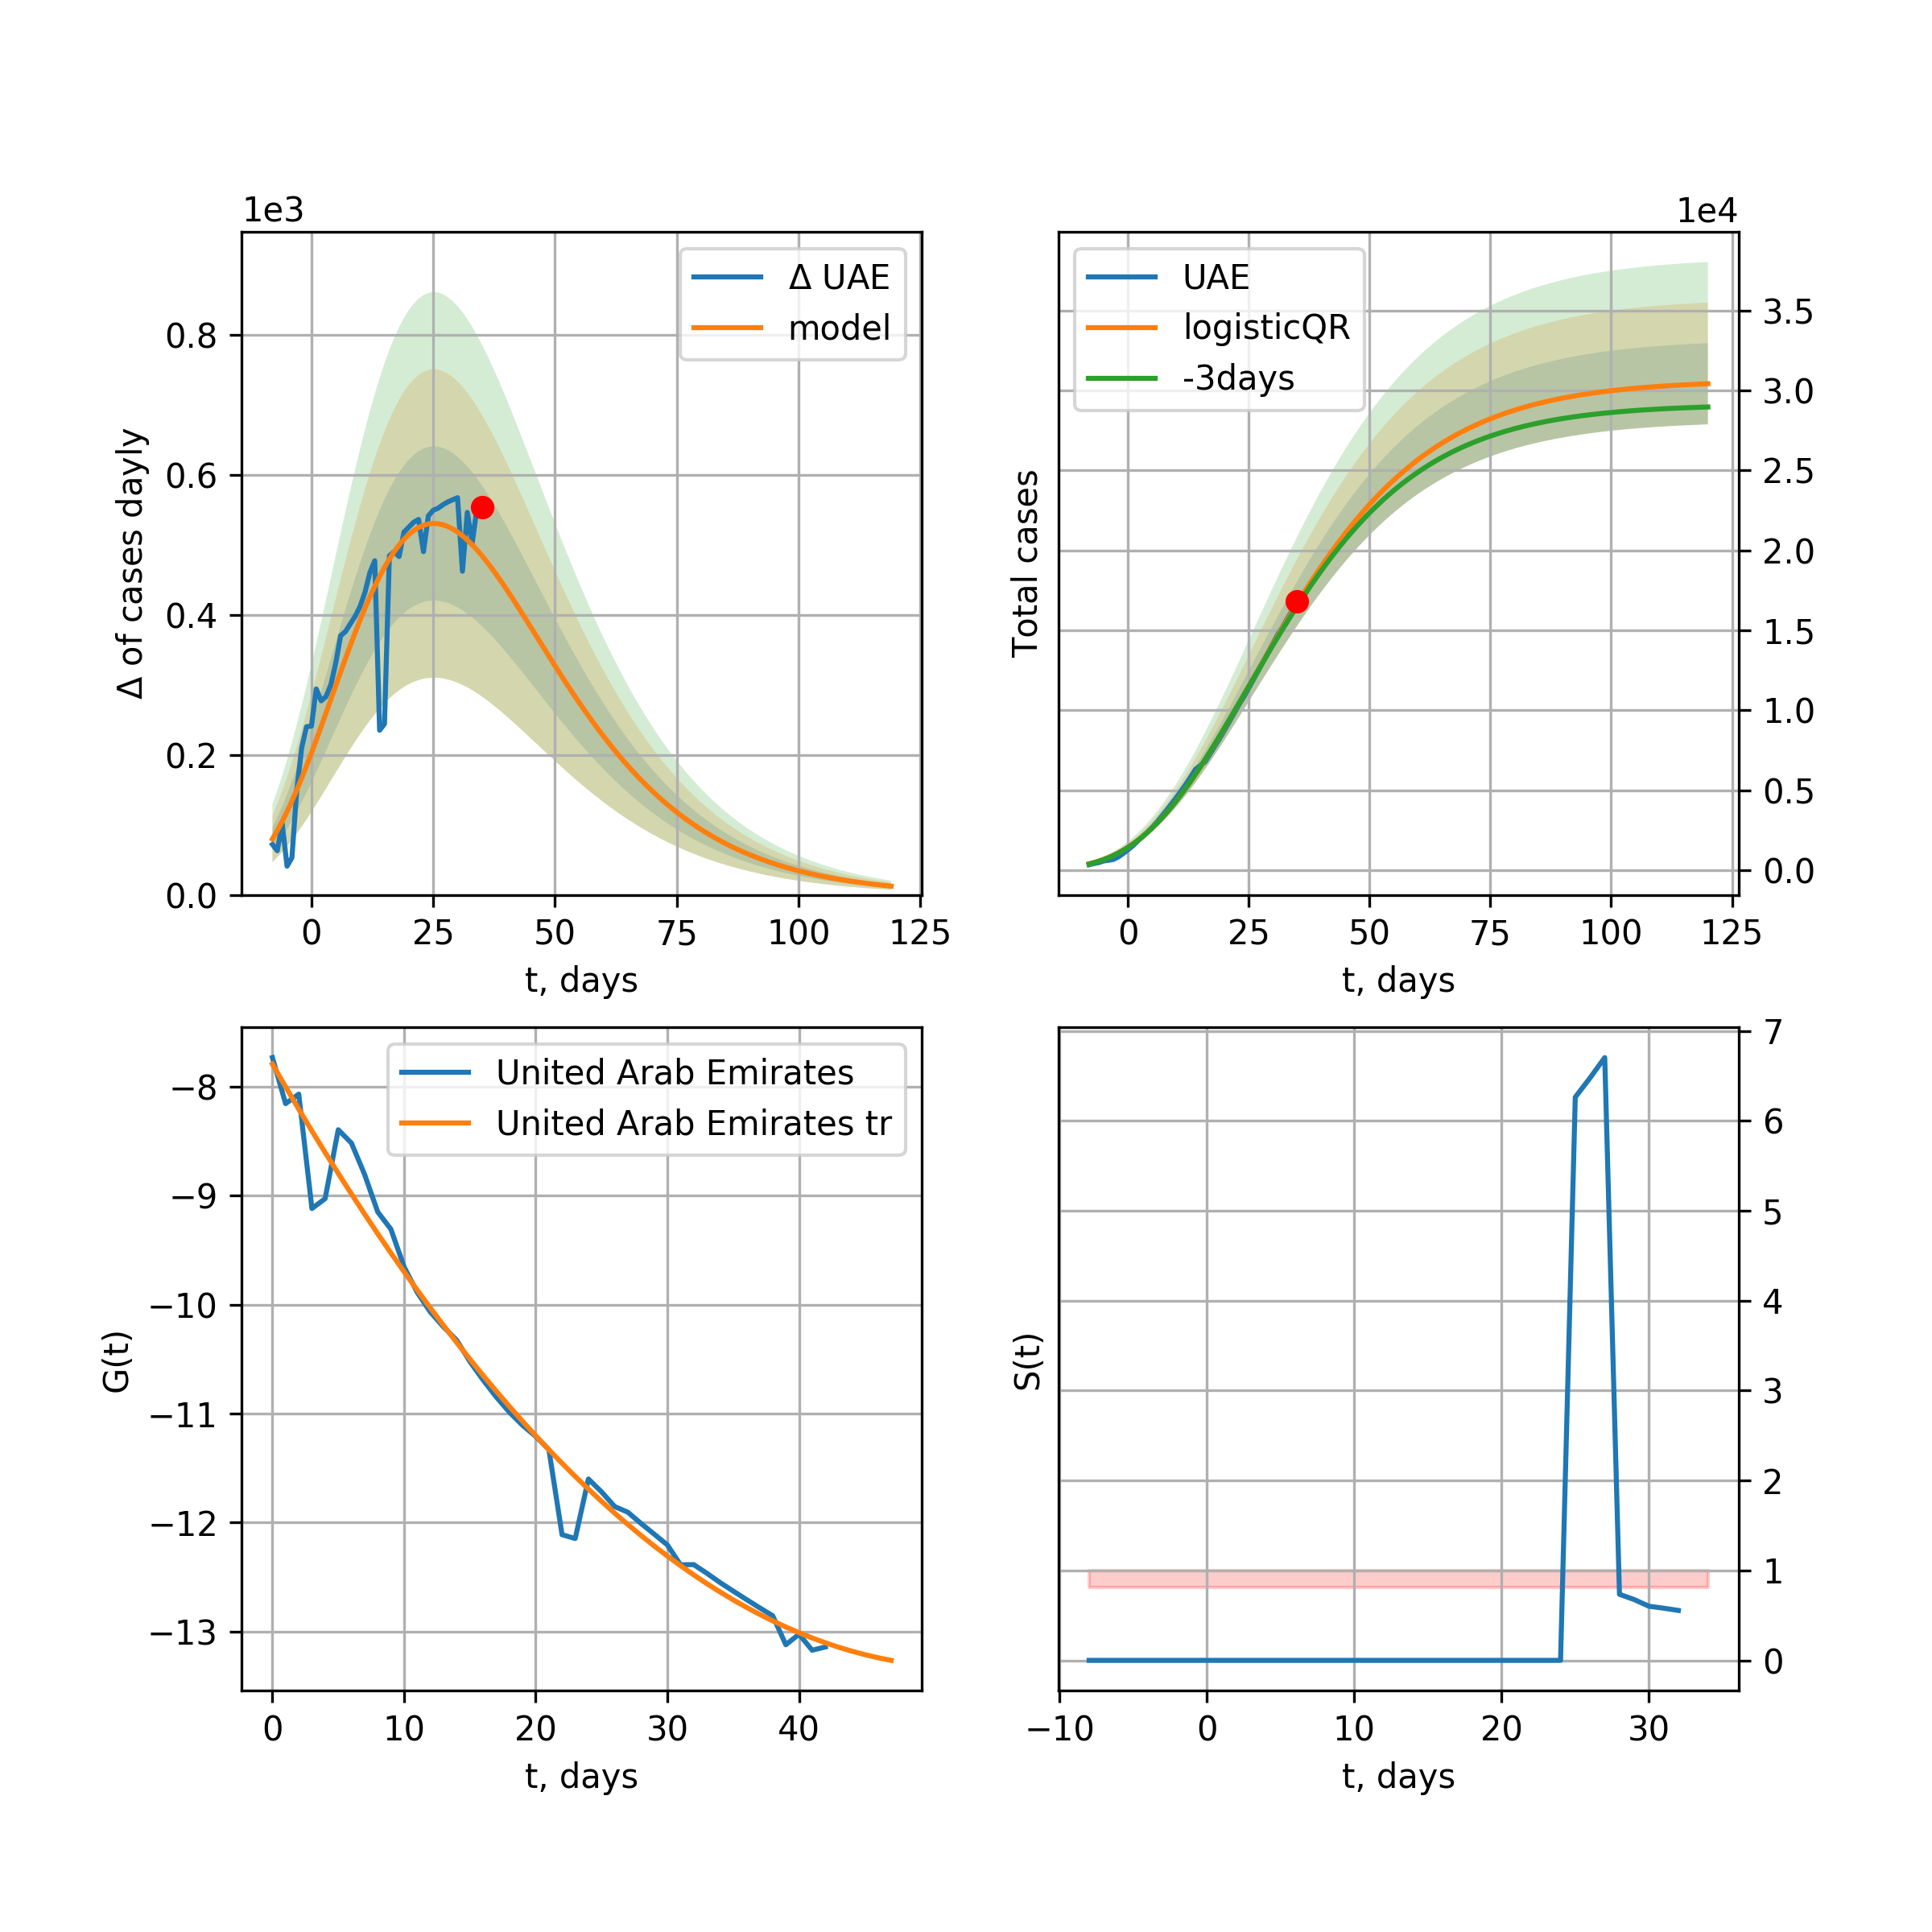 1e3
Δ of cases dayly
0.8
0.6
0.4
0.2
0.0
Δ UAE
model
0 25 50 75 100 125
t, days
1e4
Total cases
UAE
logisticQR
-3days
3.5
3.0
2.5
2.0
1.5
1.0
0.5
0.0
0 25 50 75 100 125
t, days
G(t)
−8
−9
−10
−11
−12
−13
United Arab Emirates
United Arab Emirates tr
0 10 20 30 40
t, days
S(t)
7
6
5
4
3
2
1
0
−10 0 10 20 30
t, days